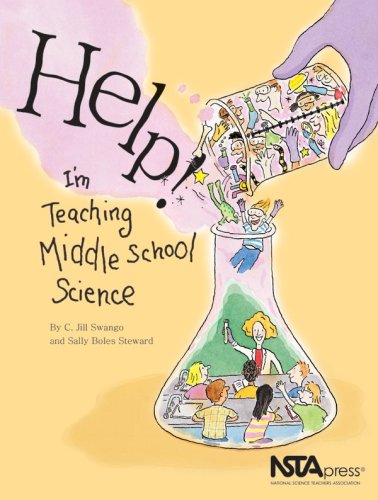 Help!
I'm
Teaching
Middle School
Science
By C. Jill Swango
and Sally Boles Steward
NSTApress®
NATIONAL SCIENCE TEACHERS ASSOCIATION